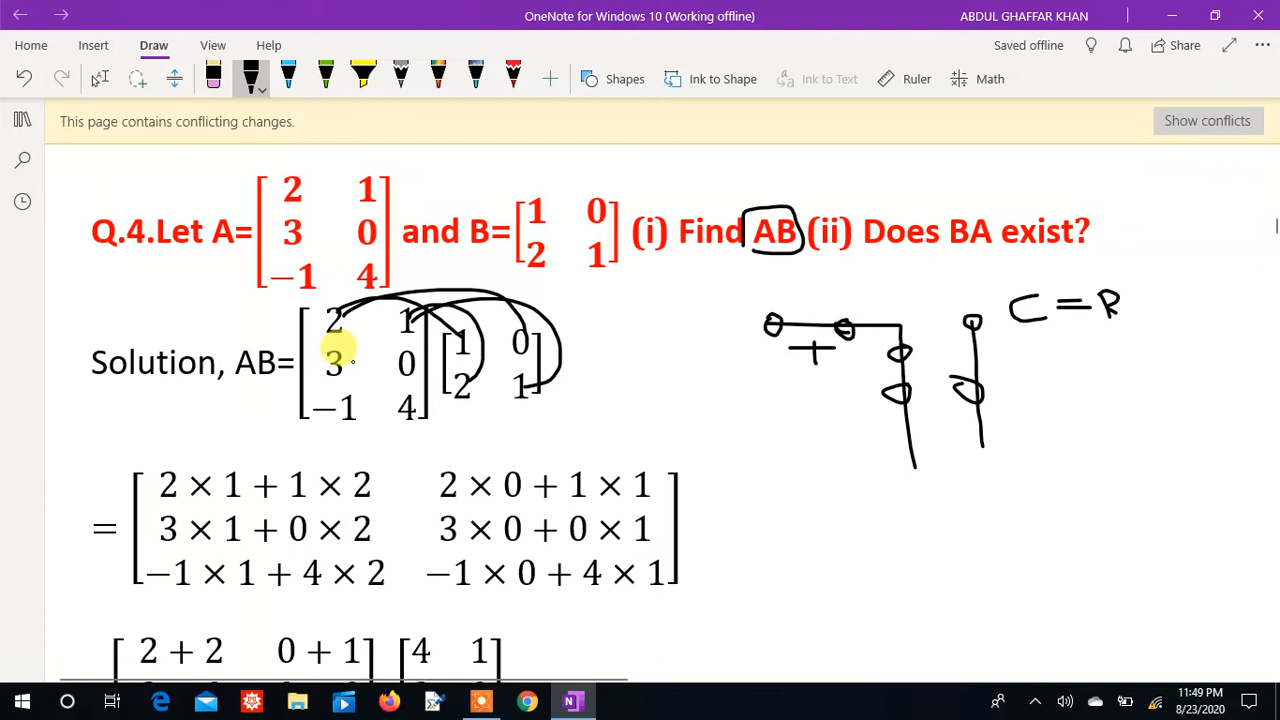 OneNote for Windows 10 (Working offline)
ABDUL GHAFFAR KHAN
Home Insert Draw View Help
Saved offline
Share
Shapes
Ink to Shape
Ink to Text
Ruler
Math
This page contains conflicting changes.
Show conflicts
Q.4.Let A=[2 1
3 0
−1 4] and B=[1 0
2 1] (i) Find AB (ii) Does BA exist?
C = R
+
Solution, AB=[2 1
3 0
−1 4][1 0
2 1]
= [2 × 1 + 1 × 2 2 × 0 + 1 × 1
3 × 1 + 0 × 2 3 × 0 + 0 × 1
−1 × 1 + 4 × 2 −1 × 0 + 4 × 1]
[2 + 2 0 + 1] [4 1]
11:49 PM
8/23/2020